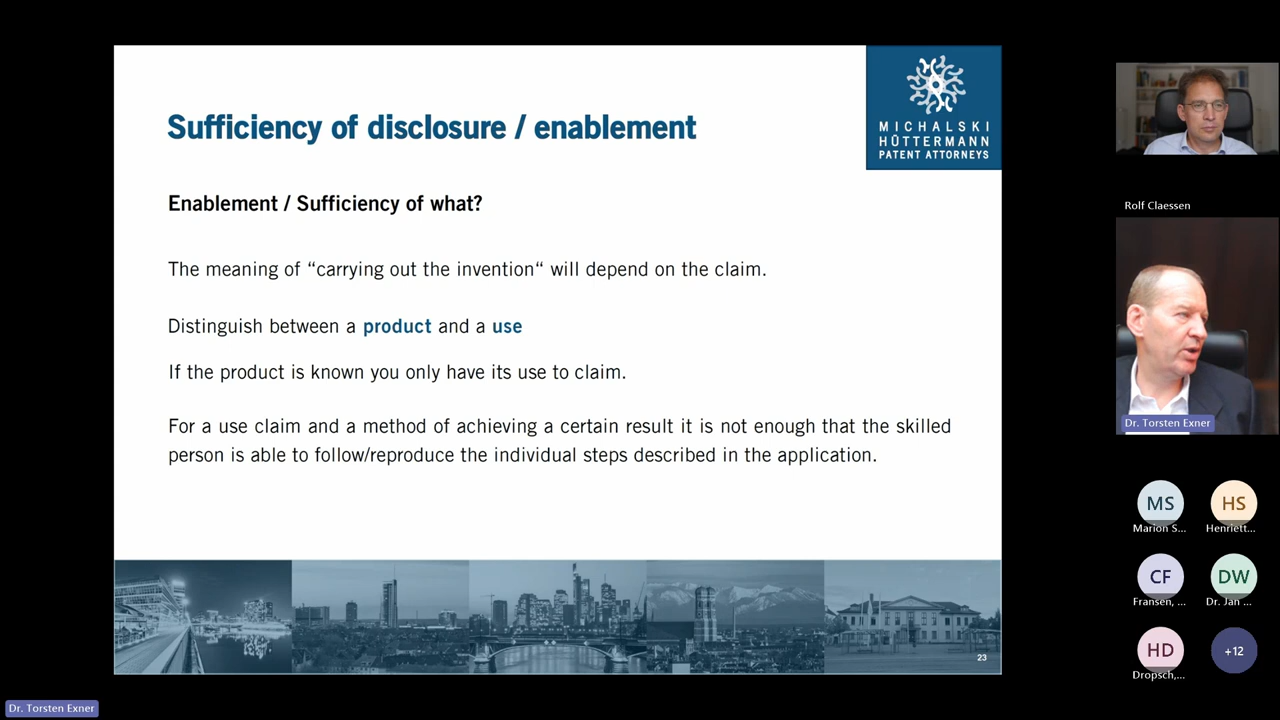 Sufficiency of disclosure / enablement
MICHALSKI
HÜTTERMANN
PATENT ATTORNEYS
Enablement / Sufficiency of what?
The meaning of “carrying out the invention“ will depend on the claim.
Distinguish between a product and a use
If the product is known you only have its use to claim.
For a use claim and a method of achieving a certain result it is not enough that the skilled
person is able to follow/reproduce the individual steps described in the application.
23
Rolf Claessen
Dr. Torsten Exner
MS
Marion S...
HS
Henriett...
CF
Fransen, ...
DW
Dr. Jan ...
HD
Dropsch,...
+12
Dr. Torsten Exner